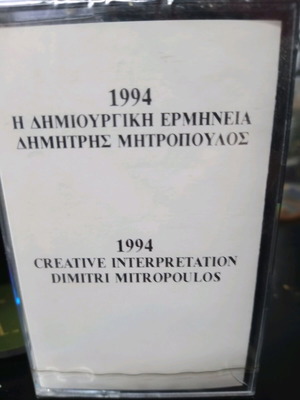 1994
Η ΔΗΜΙΟΥΡΓΙΚΗ ΕΡΜΗΝΕΙΑ
ΔΗΜΗΤΡΗΣ ΜΗΤΡΟΠΟΥΛΟΣ
1994
CREATIVE INTERPRETATION
DIMITRI MITROPOULOS